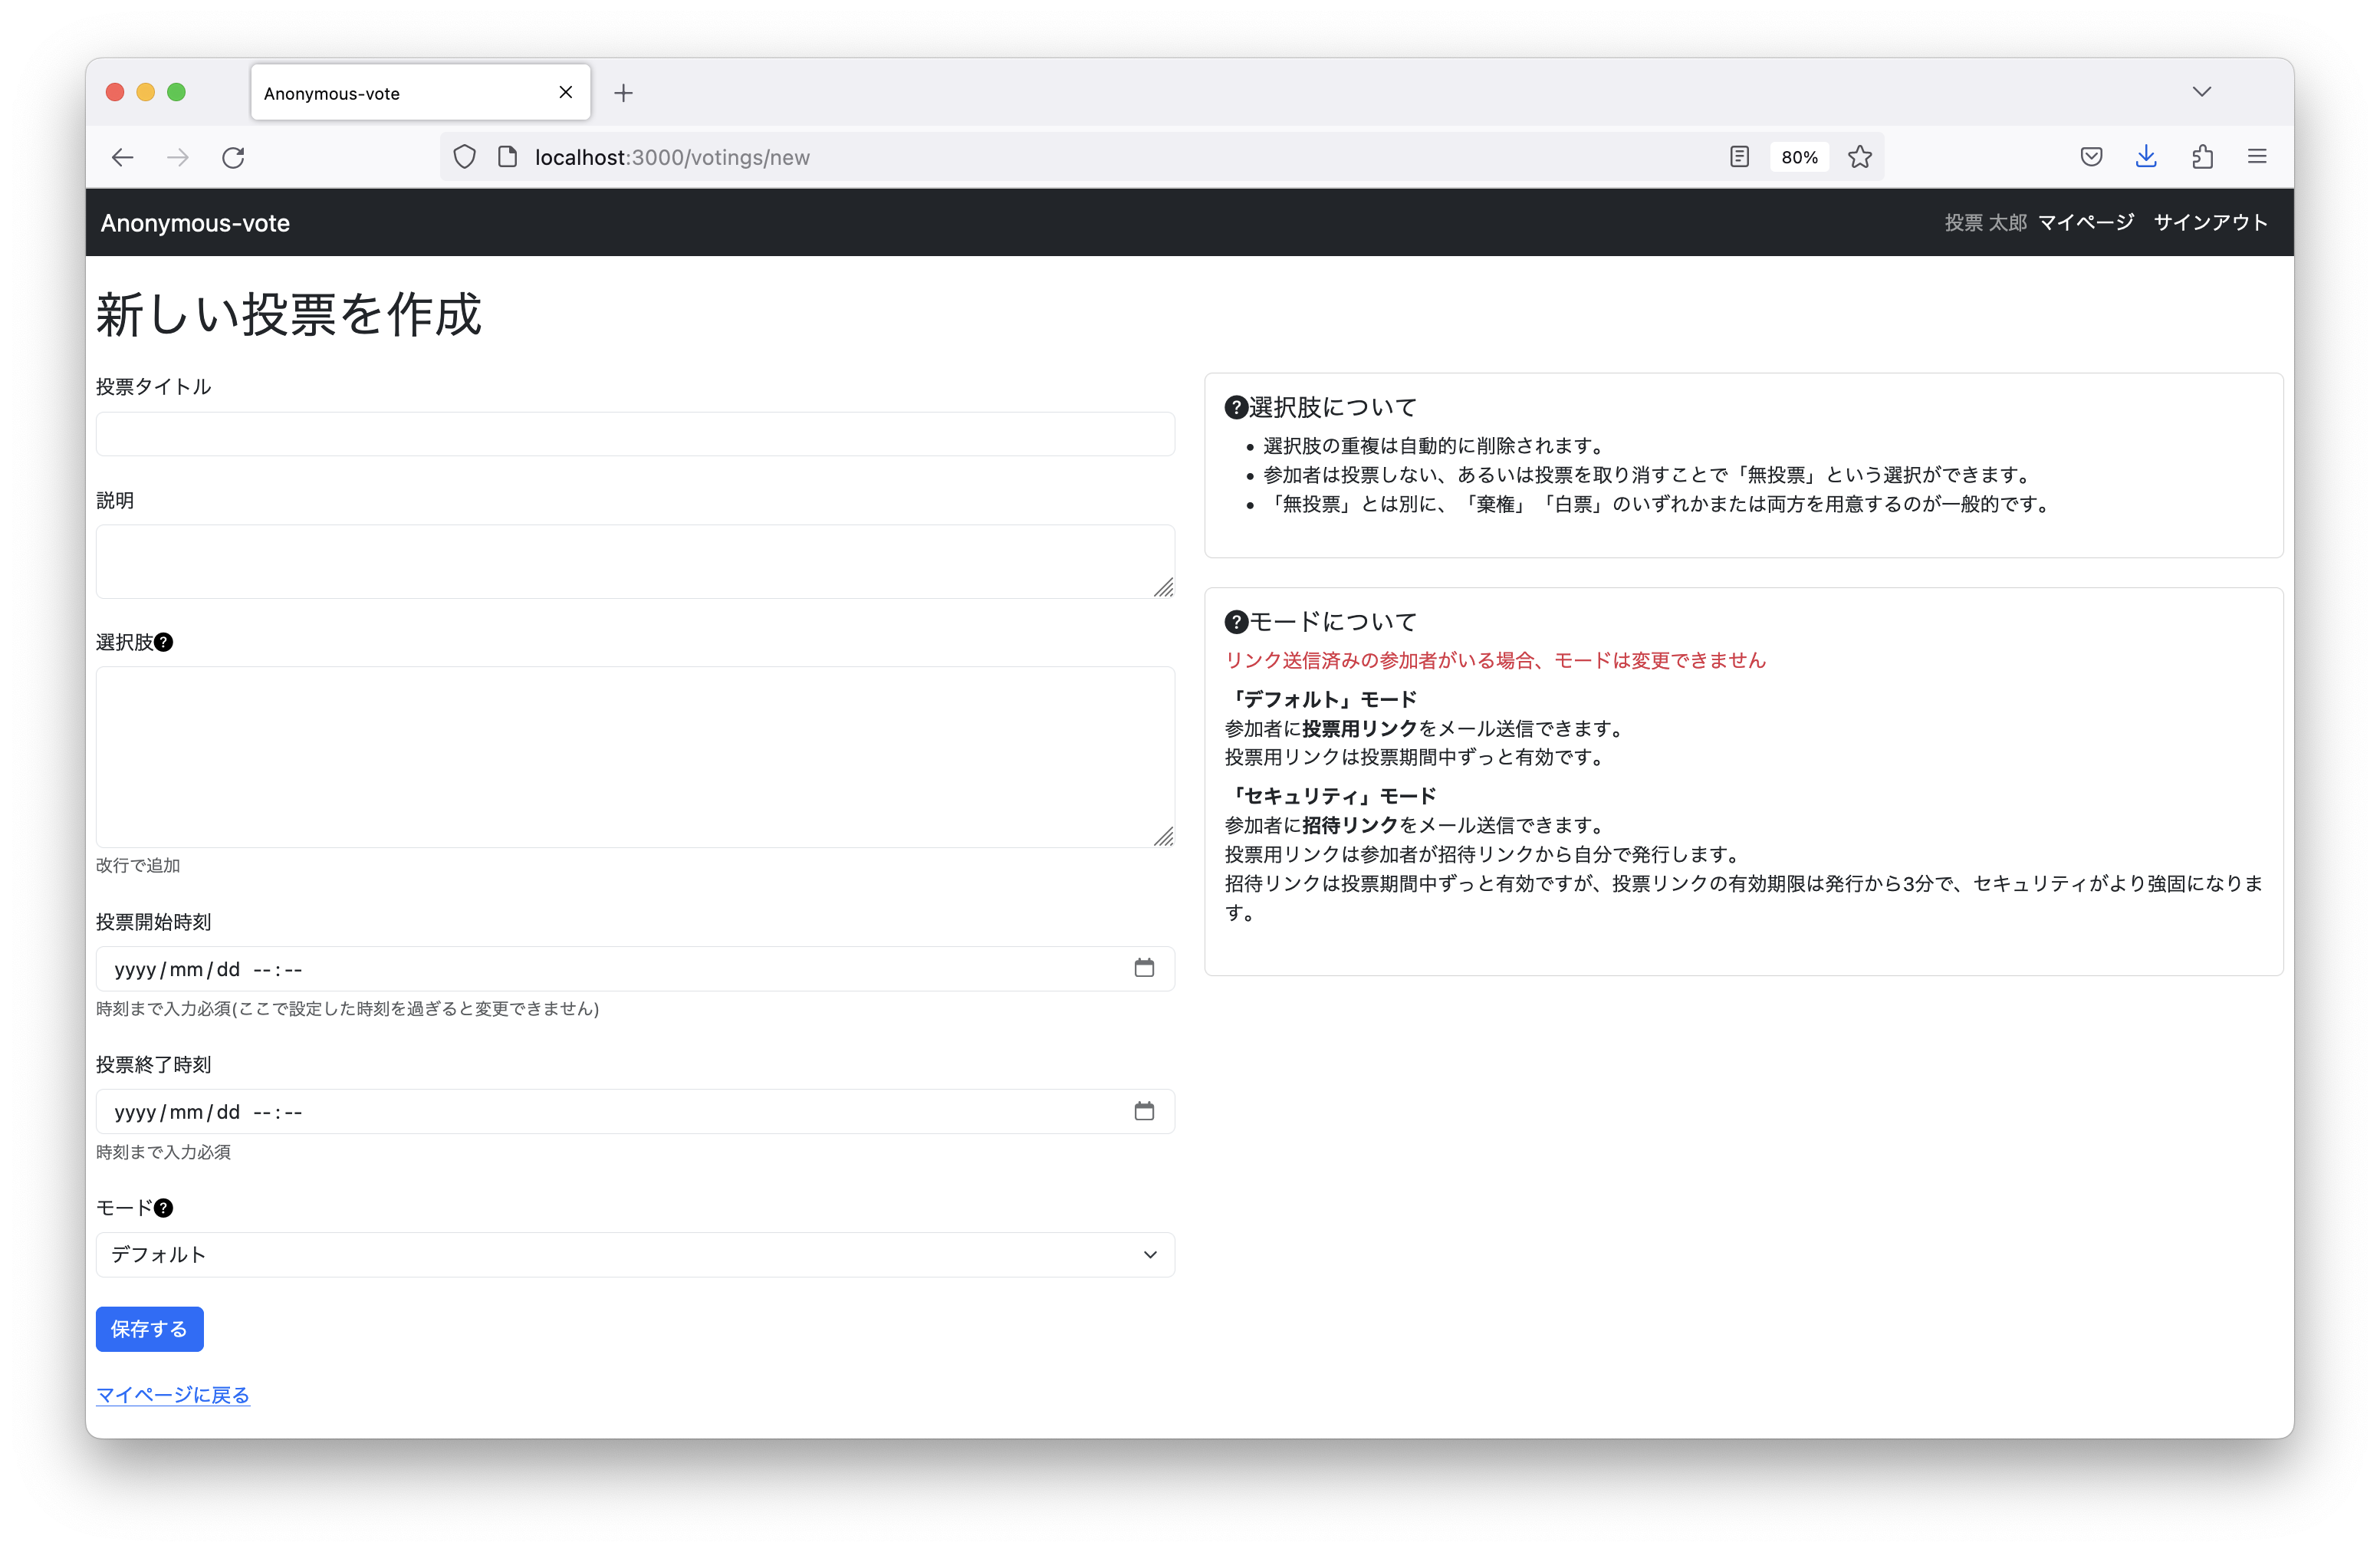 Anonymous-vote
localhost:3000/votings/new
80%
Anonymous-vote
投票 太郎 マイページ サインアウト
新しい投票を作成
投票タイトル
説明
選択肢?
改行で追加
投票開始時刻
yyyy/mm/dd --:--
時刻まで入力必須(ここで設定した時刻を過ぎると変更できません)
投票終了時刻
yyyy/mm/dd --:--
時刻まで入力必須
モード?
デフォルト
保存する
マイページに戻る
?選択肢について
• 選択肢の重複は自動的に削除されます。
• 参加者は投票しない、あるいは投票を取り消すことで「無投票」という選択ができます。
• 「無投票」とは別に、「棄権」「白票」のいずれかまたは両方を用意するのが一般的です。
?モードについて
リンク送信済みの参加者がいる場合、モードは変更できません
「デフォルト」モード
参加者に投票用リンクをメール送信できます。
投票用リンクは投票期間中ずっと有効です。
「セキュリティ」モード
参加者に招待リンクをメール送信できます。
投票用リンクは参加者が招待リンクから自分で発行します。
招待リンクは投票期間中ずっと有効ですが、投票リンクの有効期限は発行から3分で、セキュリティがより強固になりま
す。